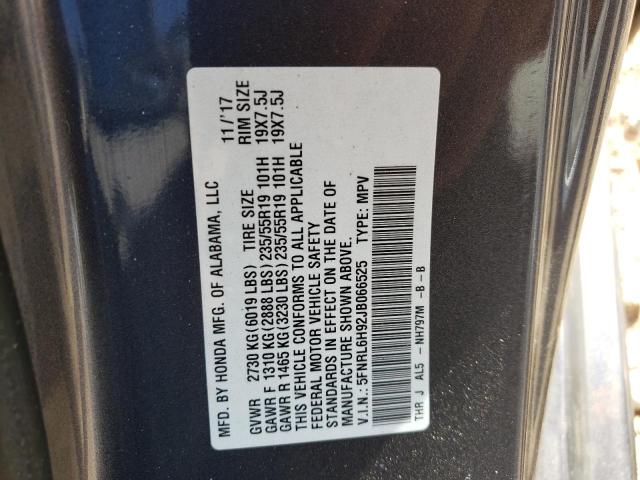 MFD. BY HONDA MFG. OF ALABAMA, LLC 11/'17
GVWR 2730 KG(6019 LBS) TIRE SIZE RIM SIZE
GAWR F 1310 KG(2888 LBS)235/55R19 101H 19X7.5J
GAWR R 1465 KG(3230 LBS)235/55R19 101H 19X7.5J
THIS VEHICLE CONFORMS TO ALL APPLICABLE
FEDERAL MOTOR VEHICLE SAFETY
STANDARDS IN EFFECT ON THE DATE OF
MANUFACTURE SHOWN ABOVE.
V.I.N.: 5FNRL6H92JB066525 TYPE: MPV
THR J AL5 - NH797M -B -B